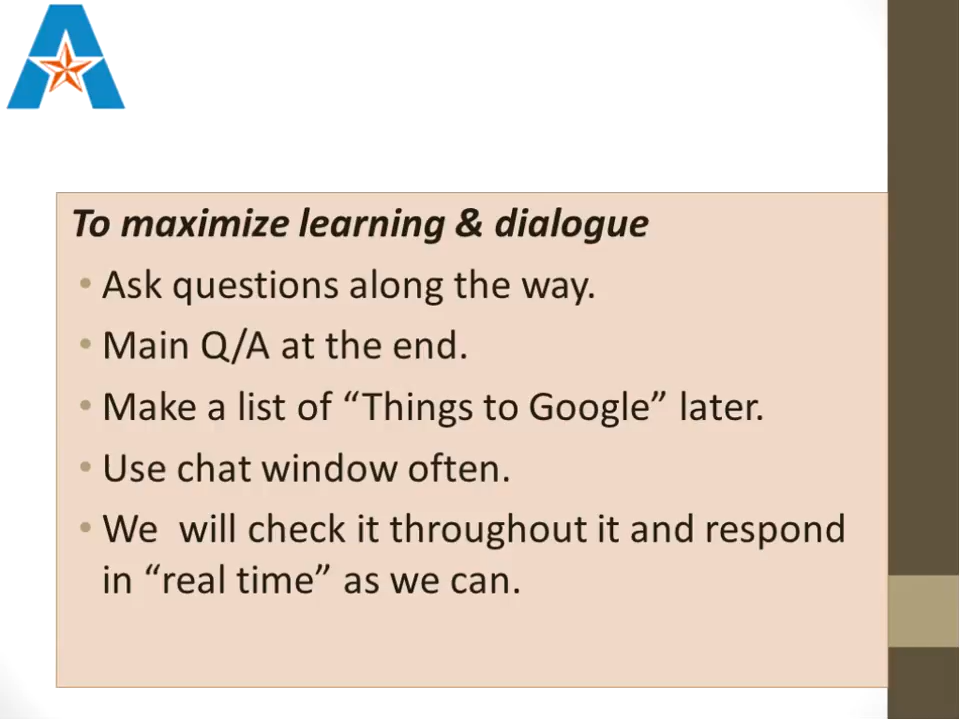 To maximize learning & dialogue
• Ask questions along the way.
• Main Q/A at the end.
• Make a list of “Things to Google” later.
• Use chat window often.
• We  will check it throughout it and respond
in “real time” as we can.